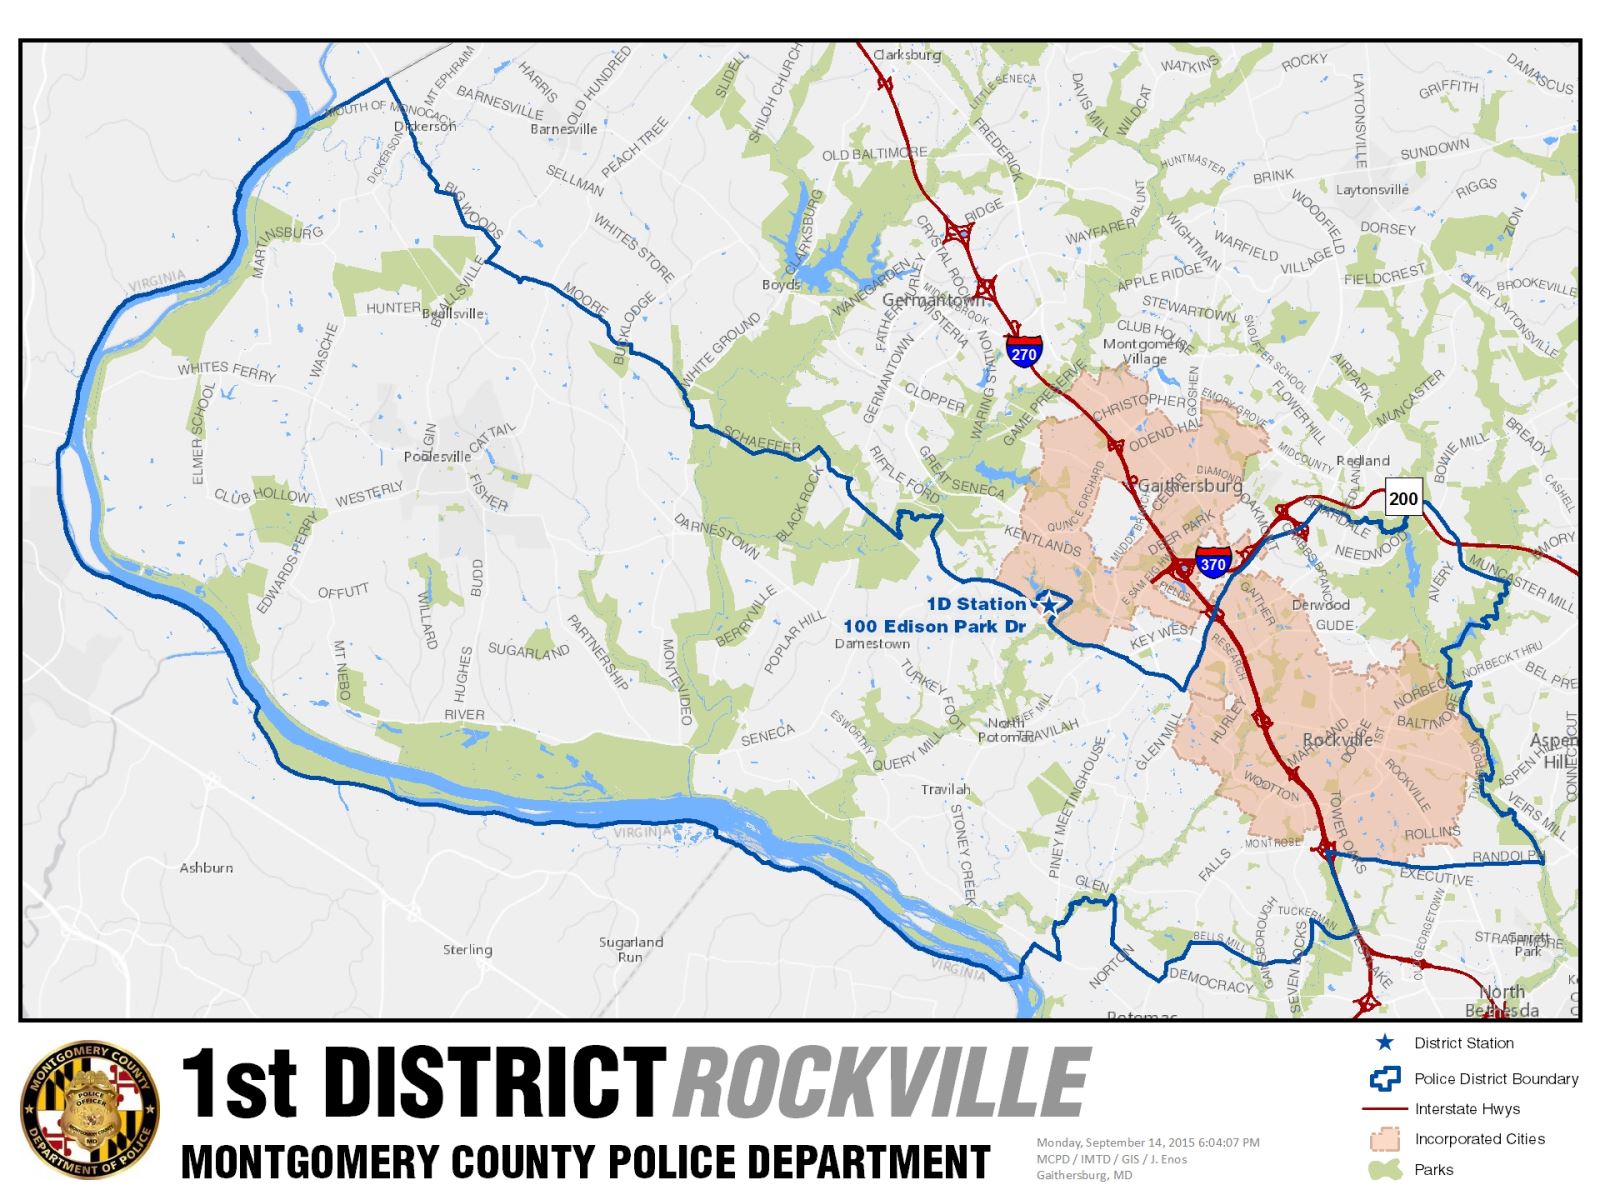 Clarksburg
MT EPHRAIM
HARRIS
OLD HUNDRED
SLIDELL
SHILOH CHURCH
LITTLE SENECA
DAVIS MILL
WATKINS
ROCKY
DAMASCUS
GRIFFITH
LAYTONSVILLE
MOUTH OF MONOCACY
BARNESVILLE
Dickerson
Barnesville
DICKERSON
PEACH TREE
SELLMAN
OLD BALTIMORE
FREDERICK
WILDCAT
HUNTMASTER
BRINK
SUNDOWN
Laytonsville
RIGGS
BIG WOODS
WHITES STORE
CLARKSBURG
RIDGE
CRYSTAL ROCK
BLUNT
WAYFARER
WIGHTMAN
WOODFIELD
WARFIELD
VILLAGE
DORSEY
ZION
MARTINSBURG
VIRGINIA
BEALLSVILLE
HUNTER
Beallsville
MOORE
BUCKLODGE
Boyds
WANEGARDEN
FATHER HURLEY
MIDDLEBROOK
Germantown
WISTERIA
APPLE RIDGE
STEWARTOWN
FIELDCREST
BROOKEVILLE
OLNEY LAYTONSVILLE
WHITES FERRY
WASCHE
WHITE GROUND
GERMANTOWN
CLOPPER
WARING STATION
270
CLUB HOUSE
Montgomery
Village
SNOUFFER SCHOOL
AIRPARK
GOSHEN
GAME PRESERVE
CHRISTOPHER
EMORY GROVE
FLOWER HILL
MUNCASTER
ODEND HAL
ELMER SCHOOL
ELGIN
CATTAIL
Poolesville
SCHAEFFER
RIFFLE FORD
GREAT SENECA
MIDCOUNTY
Redland
REDLAND
BOWIE MILL
BREADY
CLUB HOLLOW
WESTERLY
FISHER
BLACK ROCK
DARNESTOWN
QUINCE ORCHARD
Gaithersburg
DIAMOND
CEDAR
OAKMONT
200
CASHELL
EDWARDS FERRY
KENTLANDS
MUDDY BRANCH
DEER PARK
BRIARDALE
NEEDWOOD
EMORY
370
CRABBS BRANCH
MUNCASTER MILL
OFFUTT
BUDD
WILLARD
BERRYVILLE
POPLAR HILL
1D Station
100 Edison Park Dr
E SAM EIG HWY
FIELDS
GAITHER
Derwood
GUDE
AVERY
KEY WEST
RESEARCH
Darnestown
MT NEBO
HUGHES
SUGARLAND
PARTNERSHIP
MONTEVIDEO
TURKEY FOOT
NORBECK
NORBECK THRU
BEL PRE
RIVER
SENECA
ESWORTHY
QUERY MILL
North
Potomac
TRAVILAH
GLEN MILL
HURLEY
MARYLAND
DODGE
Rockville
BALTIMORE
Aspen
Hill
ASPEN HILL
CONNECTICUT
Travilah
PINEY MEETINGHOUSE
STONEY CREEK
WOOTTON
TOWER OAKS
ROCKVILLE
VEIRS MILL
VIRGINIA
MONTROSE
ROLLINS
RANDOLPH
EXECUTIVE
Ashburn
FALLS
GLEN
Sterling
Sugarland
Run
VIRGINIA
NORTON
BELLS MILL
GAINSBOROUGH
TUCKERMAN
SEVEN LOCKS
DEMOCRACY
WESTLAKE
OLD GEORGETOWN
STRATHMORE
Garrett
Park
North
Bethesda
Potomac
MONTGOMERY COUNTY
POLICE
OFFICER
MD
DEPARTMENT OF POLICE
1st DISTRICT ROCKVILLE
MONTGOMERY COUNTY POLICE DEPARTMENT
Monday, September 14, 2015 6:04:07 PM
MCPD / IMTD / GIS / J. Enos
Gaithersburg, MD
District Station
Police District Boundary
Interstate Hwys
Incorporated Cities
Parks